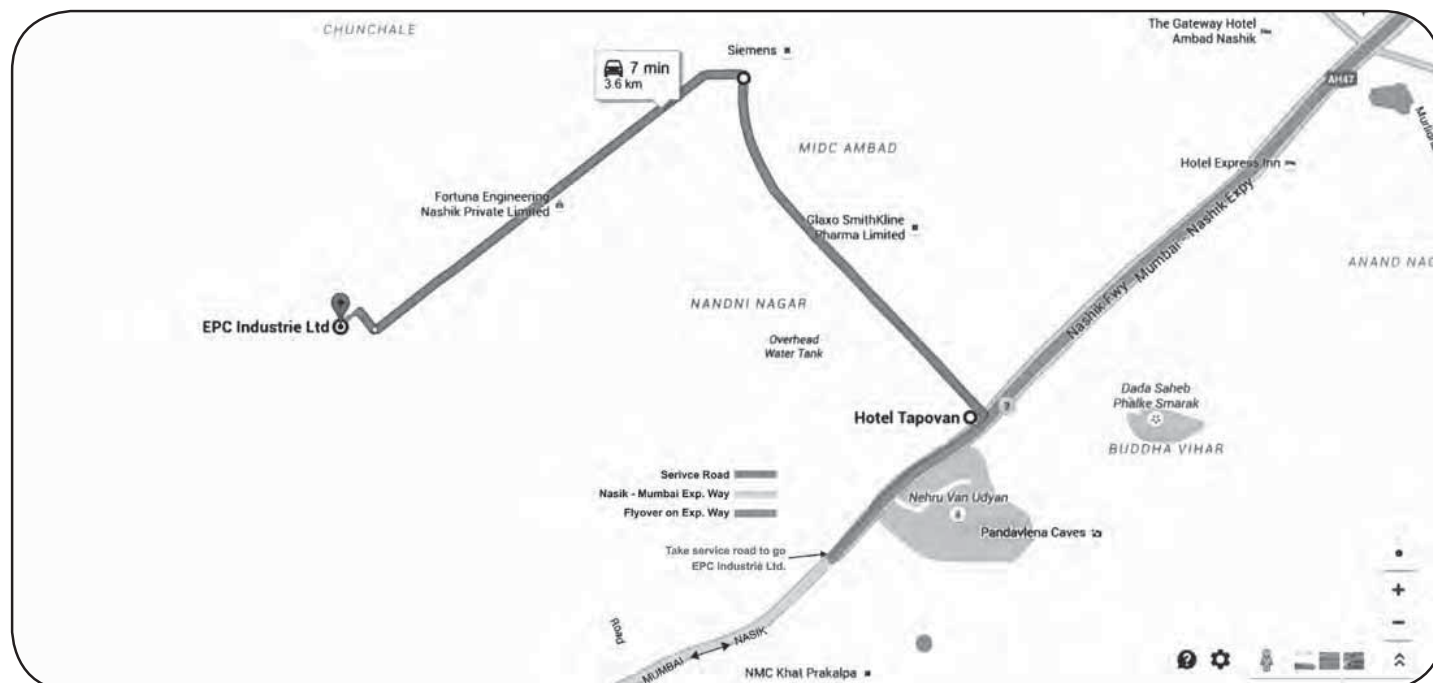 CHUNCHALE
The Gateway Hotel
Ambad Nashik
Siemens
7 min
3.6 km
AH47
MIDC AMBAD
Hotel Express Inn
Fortuna Engineering
Nashik Private Limited
Glaxo SmithKline
Pharma Limited
Nashik Fwy
Mumbai - Nashik Expy
ANAND NAG
NANDNI NAGAR
EPC Industrie Ltd
Overhead
Water Tank
Dada Saheb
Phalke Smarak
Hotel Tapovan
BUDDHA VIHAR
Serivce Road
Nasik - Mumbai Exp. Way
Flyover on Exp. Way
Nehru Van Udyan
Pandavlena Caves
Take service road to go
EPC Industrié Ltd.
Road
MUMBAI
NASIK
NMC Khat Prakalpa